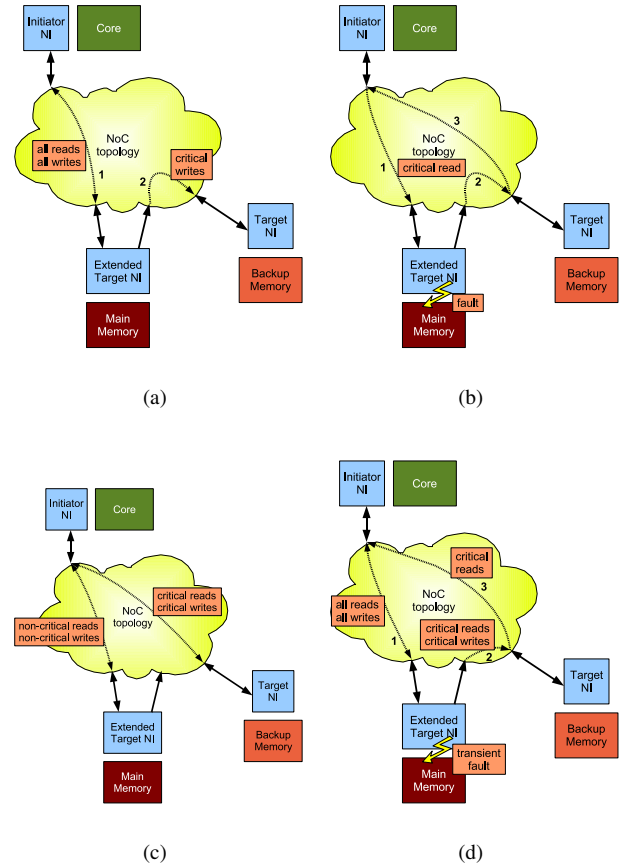 Initiator
NI
Core
NoC
topology
all reads
all writes
1
2
critical
writes
Target
NI
Extended
Target NI
Backup
Memory
Main
Memory
(a)
Initiator
NI
Core
3
NoC
topology
1
critical read
2
Target
NI
Extended
Target NI
fault
Backup
Memory
Main
Memory
(b)
Initiator
NI
Core
critical reads
critical writes
NoC
topology
non-critical reads
non-critical writes
Target
NI
Extended
Target NI
Backup
Memory
Main
Memory
(c)
Initiator
NI
Core
critical
reads
3
NoC
topology
all reads
all writes
1
critical reads
critical writes
2
Target
NI
Extended
Target NI
transient
fault
Backup
Memory
Main
Memory
(d)